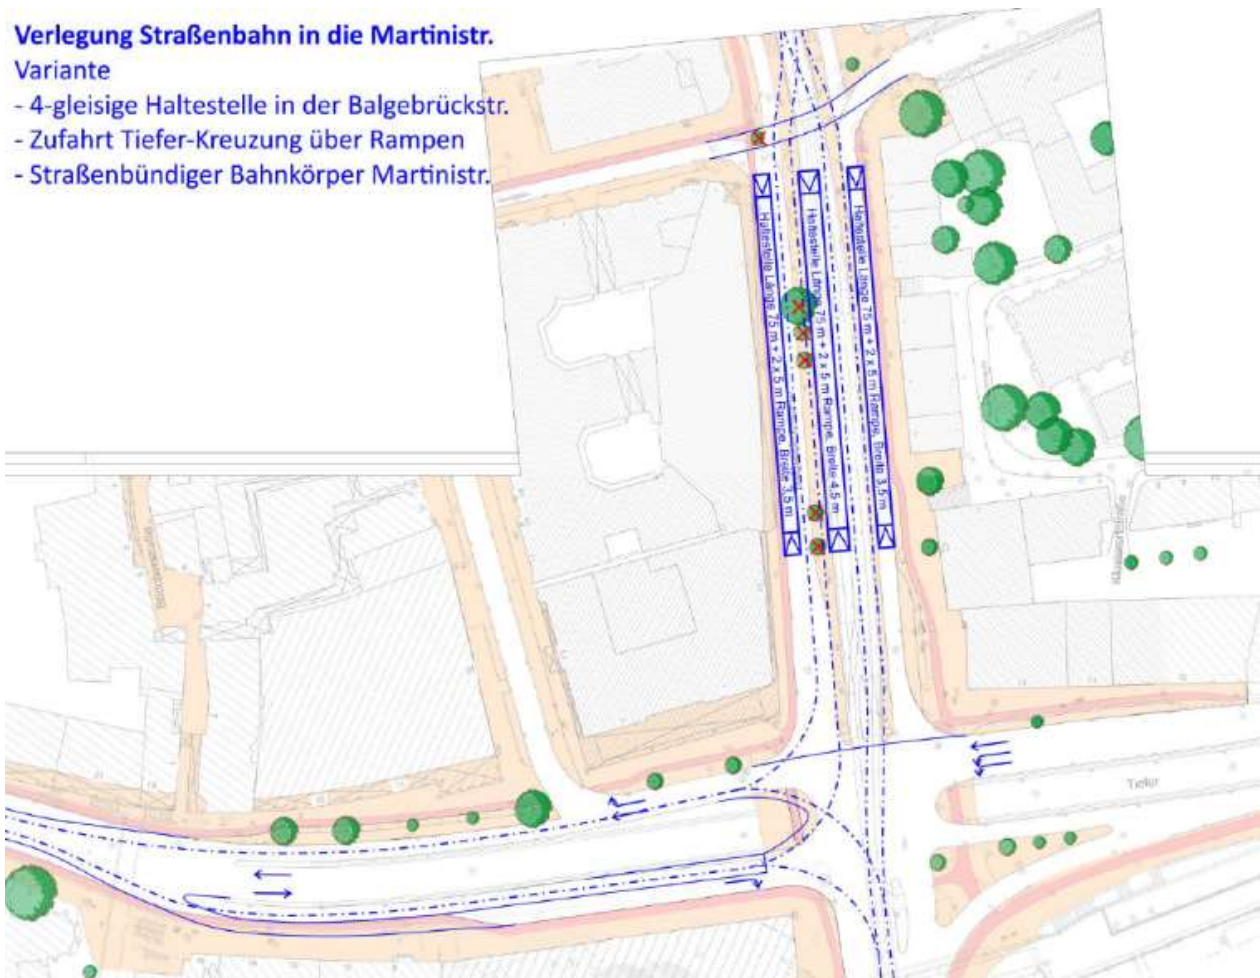 Verlegung Straßenbahn in die Martinistr.
Variante
- 4-gleisige Haltestelle in der Balgebrückstr.
- Zufahrt Tiefer-Kreuzung über Rampen
- Straßenbündiger Bahnkörper Martinistr.
Haltestelle Länge 75 m + 2 x 5 m Rampe, Breite 3,5 m
Haltestelle Länge 75 m + 2 x 5 m Rampe, Breite 4,5 m
Haltestelle Länge 75 m + 2 x 5 m Rampe, Breite 3,5 m
Tiefer